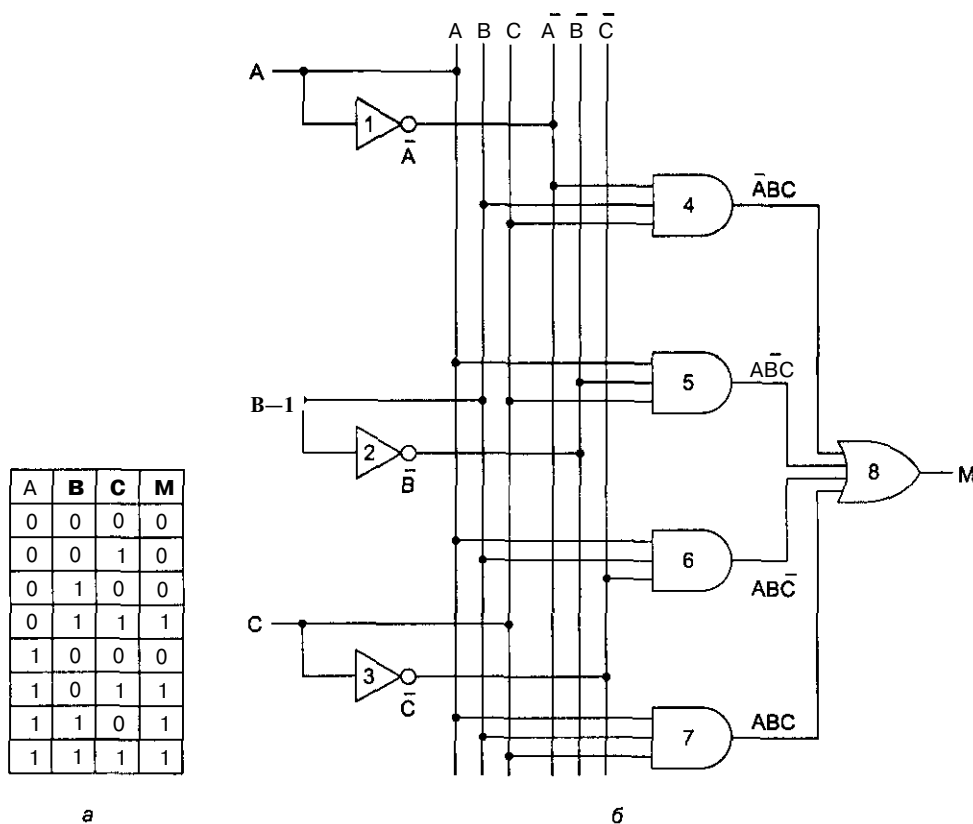 A B C A̅ B̅ C̅
A
1
A̅
4
A̅BC
5
AB̅C
B–1
2
B̅
8
M
6
ABC̅
C
3
C̅
7
ABC
A B C M
0 0 0 0
0 0 1 0
0 1 0 0
0 1 1 1
1 0 0 0
1 0 1 1
1 1 0 1
1 1 1 1
а
б